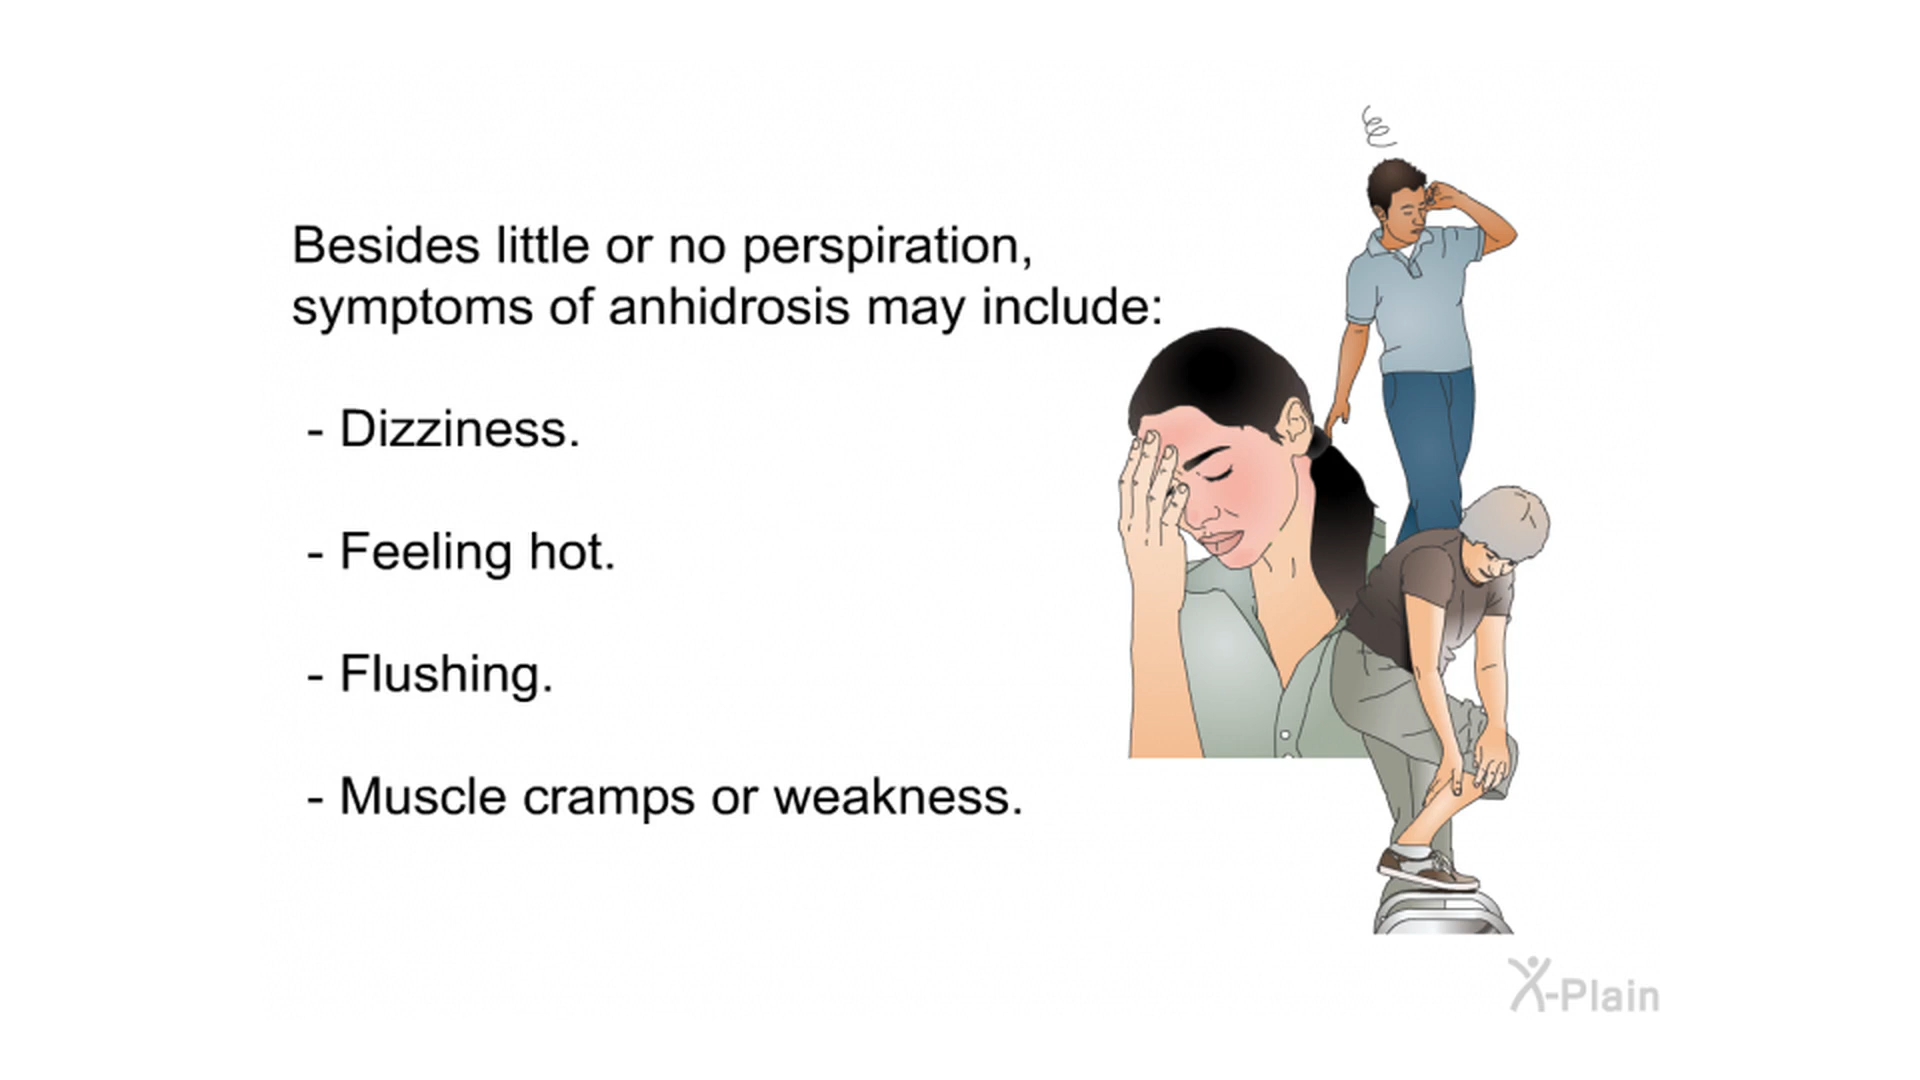 Besides little or no perspiration,
symptoms of anhidrosis may include:
- Dizziness.
- Feeling hot.
- Flushing.
- Muscle cramps or weakness.
X-Plain